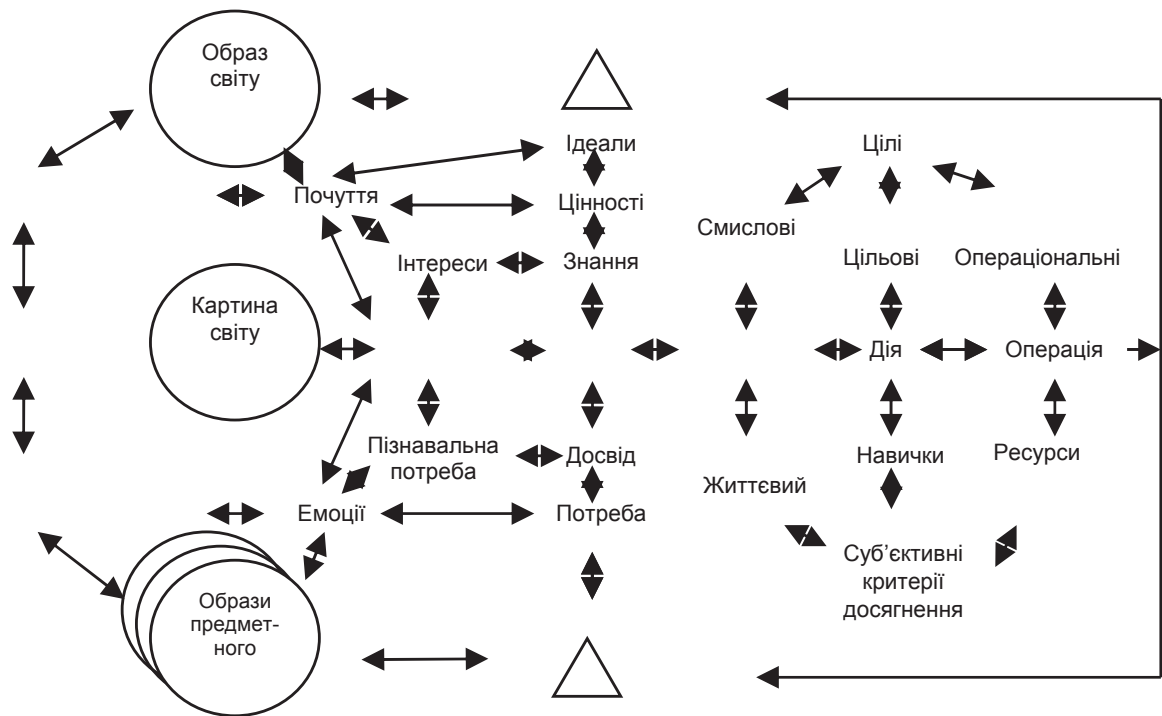 Образ
світу
Ідеали
Цілі
Почуття
Цінності
Смислові
Інтереси
Знання
Цільові
Операціональні
Картина
світу
Дія
Операція
Пізнавальна
потреба
Досвід
Навички
Ресурси
Життєвий
Емоції
Потреба
Суб’єктивні
критерії
досягнення
Образи
предмет-
ного